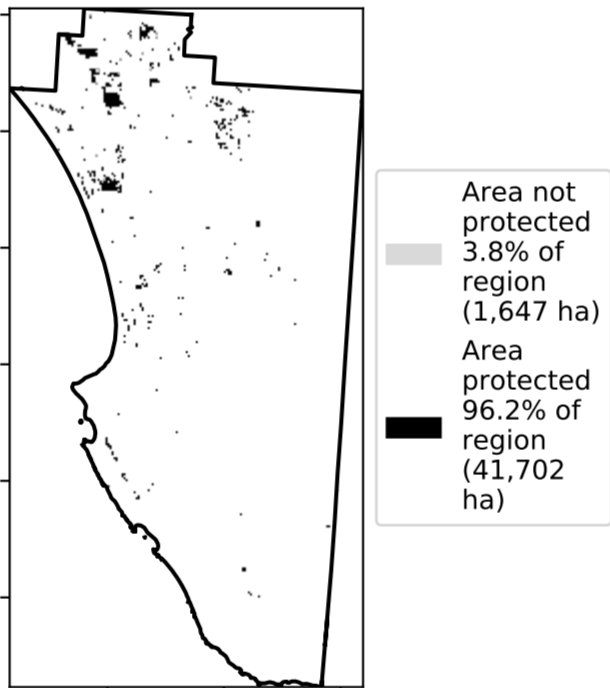 Area not
protected
3.8% of
region
(1,647 ha)
Area
protected
96.2% of
region
(41,702
ha)